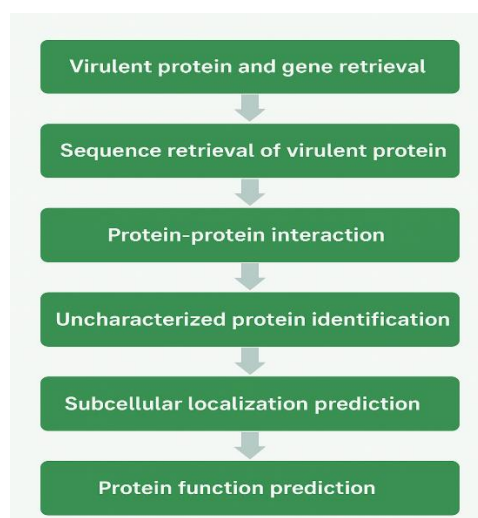 Virulent protein and gene retrieval
Sequence retrieval of virulent protein
Protein-protein interaction
Uncharacterized protein identification
Subcellular localization prediction
Protein function prediction